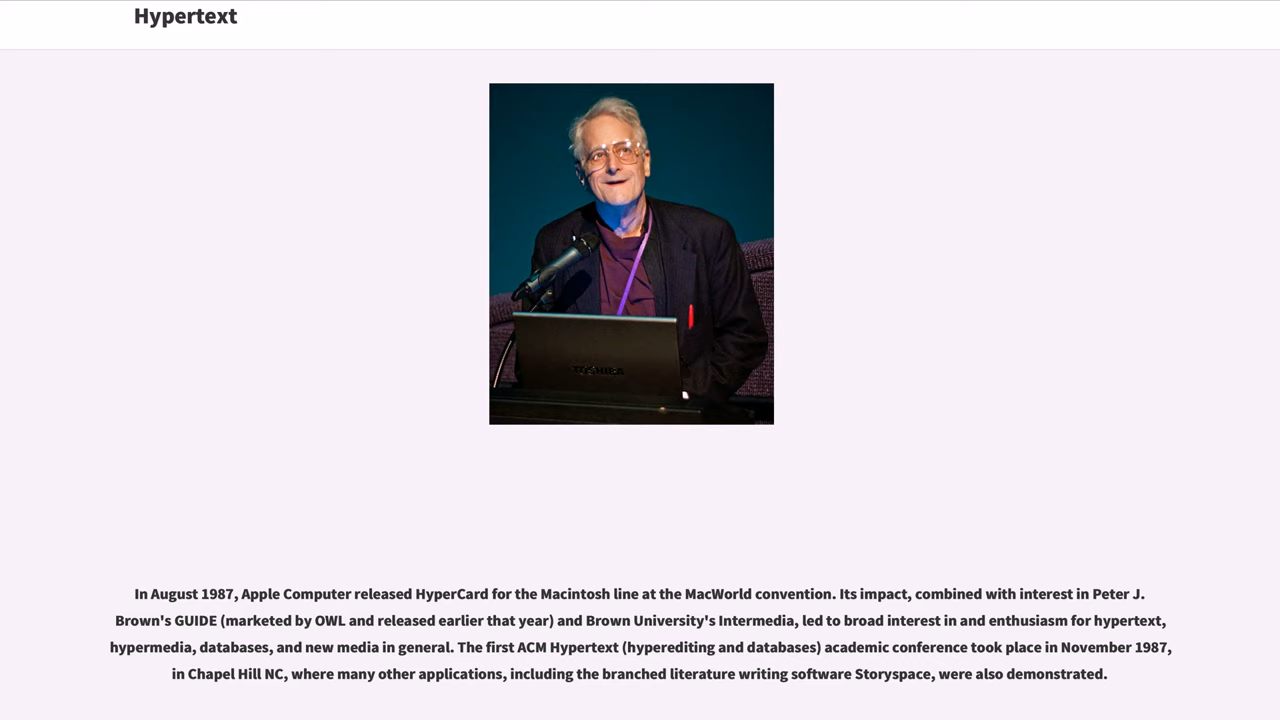 Hypertext
TOSHIBA
In August 1987, Apple Computer released HyperCard for the Macintosh line at the MacWorld convention. Its impact, combined with interest in Peter J.
Brown's GUIDE (marketed by OWL and released earlier that year) and Brown University's Intermedia, led to broad interest in and enthusiasm for hypertext,
hypermedia, databases, and new media in general. The first ACM Hypertext (hyperediting and databases) academic conference took place in November 1987,
in Chapel Hill NC, where many other applications, including the branched literature writing software Storyspace, were also demonstrated.